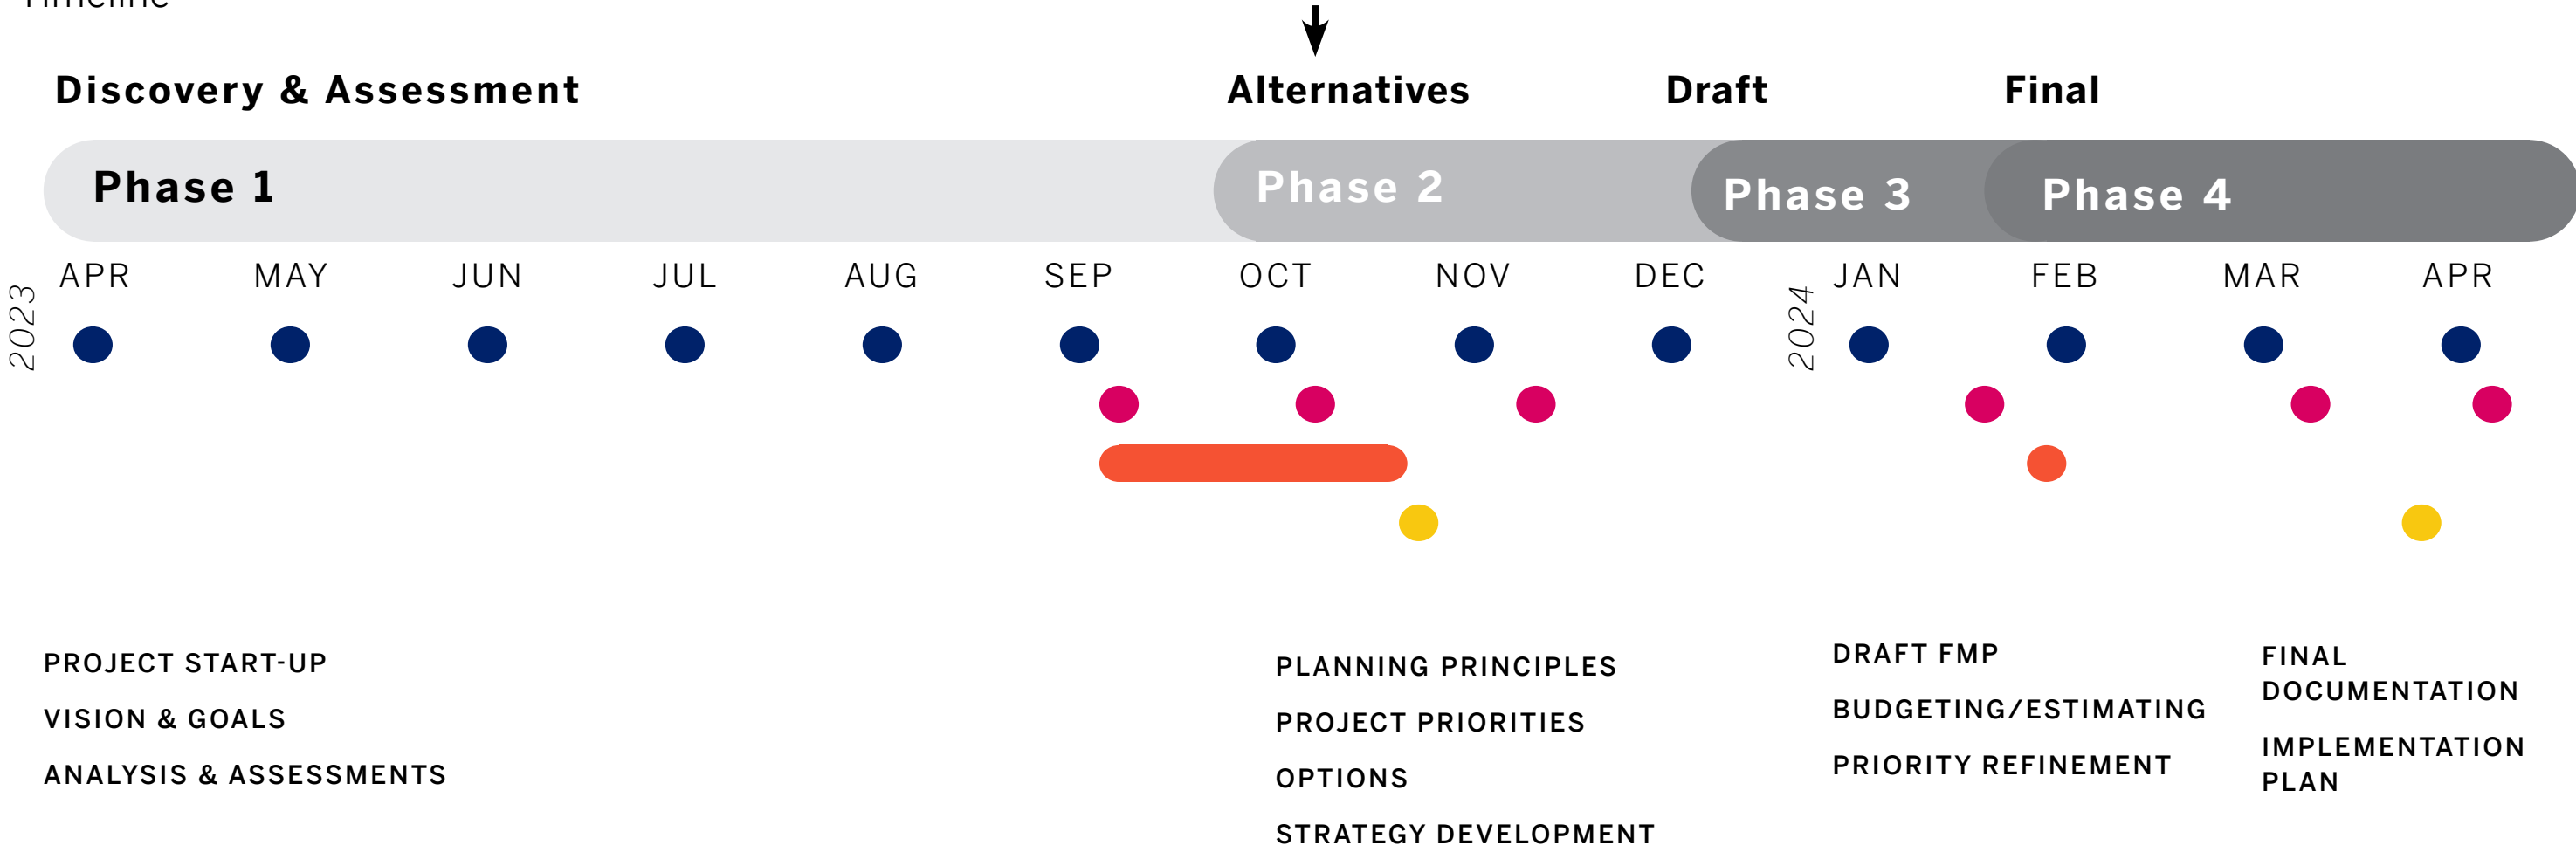 Timeline
Discovery & Assessment
Alternatives
Draft
Final
Phase 1
Phase 2
Phase 3
Phase 4
2023
APR
MAY
JUN
JUL
AUG
SEP
OCT
NOV
DEC
2024
JAN
FEB
MAR
APR
PROJECT START-UP
VISION & GOALS
ANALYSIS & ASSESSMENTS
PLANNING PRINCIPLES
PROJECT PRIORITIES
OPTIONS
STRATEGY DEVELOPMENT
DRAFT FMP
BUDGETING/ESTIMATING
PRIORITY REFINEMENT
FINAL
DOCUMENTATION
IMPLEMENTATION
PLAN